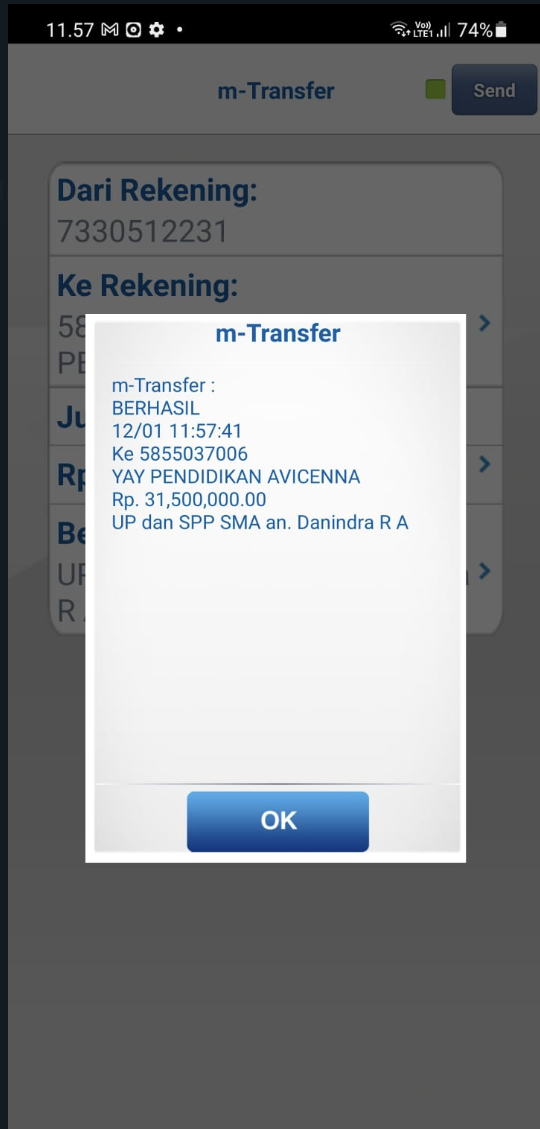 11.57
Vo))
LTE1
74%
m-Transfer
Send
Dari Rekening:
7330512231
Ke Rekening:
58
PE
Ju
Rp
Be
UP
R
m-Transfer
m-Transfer :
BERHASIL
12/01 11:57:41
Ke 5855037006
YAY PENDIDIKAN AVICENNA
Rp. 31,500,000.00
UP dan SPP SMA an. Danindra R A
OK